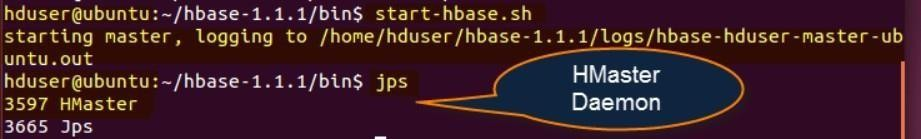 hduser@ubuntu:~/hbase-1.1.1/bin$ start-hbase.sh
starting master, logging to /home/hduser/hbase-1.1.1/logs/hbase-hduser-master-ub
untu.out
hduser@ubuntu:~/hbase-1.1.1/bin$ jps
3597 HMaster
3665 Jps
HMaster
Daemon